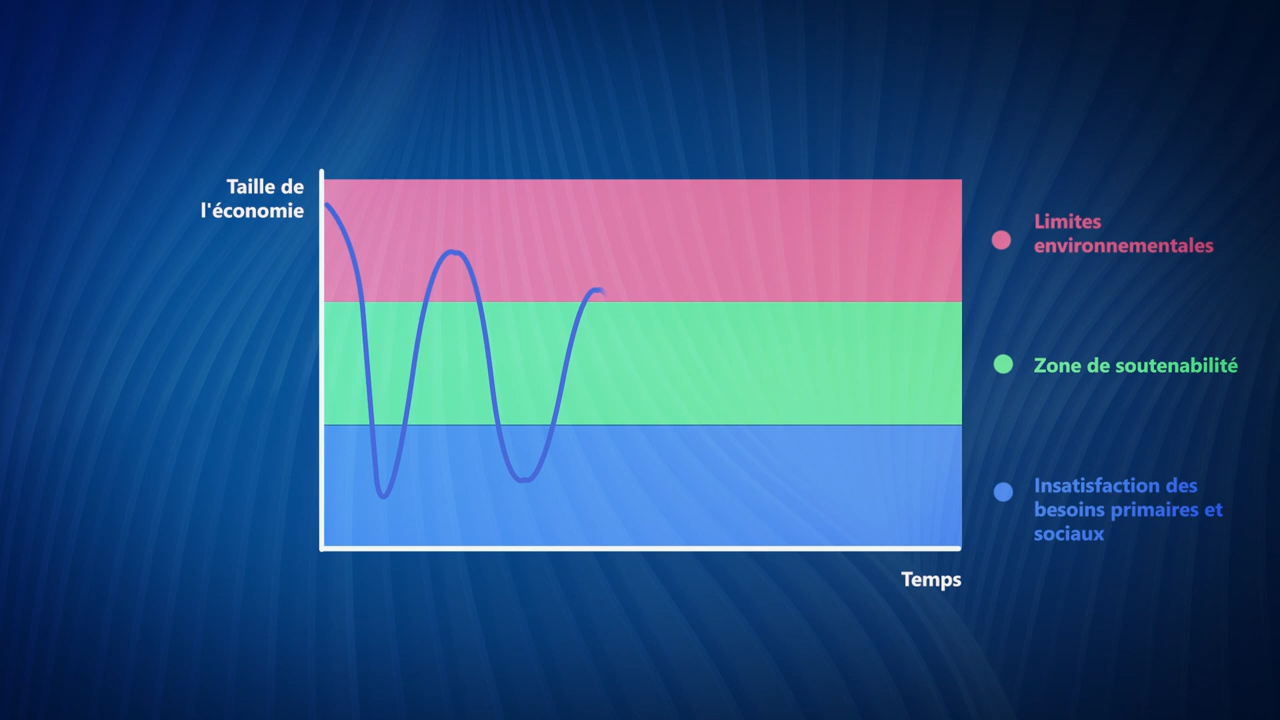 Taille de
l'économie
Limites
environnementales
Zone de soutenabilité
Insatisfaction des
besoins primaires et
sociaux
Temps